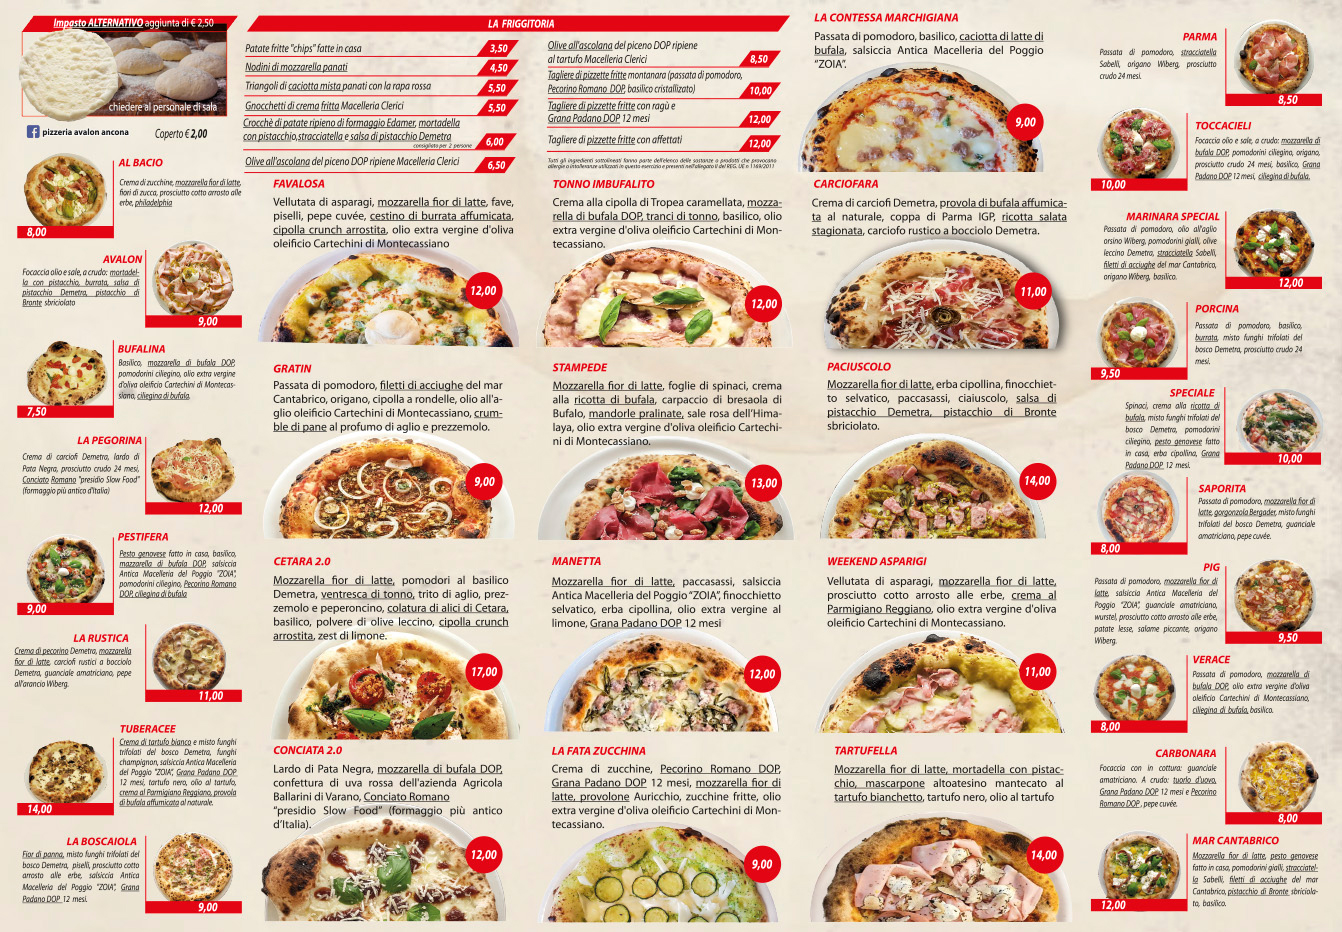 Impasto ALTERNATIVO aggiunta di € 2,50
chiedere al personale di sala
pizzeria avalon ancona
Coperto € 2,00
AL BACIO
Crema di zucchine, mozzarella fior di latte,
fiori di zucca, prosciutto cotto arrosto alle
erbe, philadelphia
8,00
AVALON
Focaccia olio e sale, a crudo: mortadel-
la con pistacchio, burrata, salsa di
pistacchio Demetra, pistacchio di
Bronte sbriciolato
9,00
BUFALINA
Basilico, mozzarella di bufala DOP,
pomodorini ciliegino, olio extra vergine
d'oliva oleificio Cartechini di Montecas-
siano, ciliegina di bufala.
7,50
LA PEGORINA
Crema di carciofi Demetra, lardo di
Pata Negra, prosciutto crudo 24 mesi,
Conciato Romano "presidio Slow Food"
(formaggio più antico d'Italia)
12,00
PESTIFERA
Pesto genovese fatto in casa, basilico,
mozzarella di bufala DOP, salsiccia
Antica Macelleria del Poggio "ZOIA",
pomodorini ciliegino, Pecorino Romano
DOP, ciliegina di bufala
9,00
LA RUSTICA
Crema di pecorino Demetra, mozzarella
fior di latte, carciofi rustici a bocciolo
Demetra, guanciale amatriciano, pepe
all'arancio Wiberg.
11,00
TUBERACEE
Crema di tartufo bianco e misto funghi
trifolati del bosco Demetra, funghi
champignon, salsiccia Antica Macelleria
del Poggio "ZOIA", Grana Padano DOP
12 mesi, tartufo nero, olio al tartufo,
crema al Parmigiano Reggiano, provola
di bufala affumicata al naturale.
14,00
LA BOSCAIOLA
Fior di panna, misto funghi trifolati del
bosco Demetra, piselli, prosciutto cotto
arrosto alle erbe, salsiccia Antica
Macelleria del Poggio "ZOIA", Grana
Padano DOP 12 mesi.
9,00
LA FRIGGITORIA
Patate fritte "chips" fatte in casa
3,50
Nodini di mozzarella panati
4,50
Triangoli di caciotta mista panati con la rapa rossa
5,50
Gnocchetti di crema fritta Macelleria Clerici
5,50
Crocchè di patate ripieno di formaggio Edamer, mortadella
con pistacchio,stracciatella e salsa di pistacchio Demetra
consigliato per 2 persone
6,00
Olive all'ascolana del piceno DOP ripiene Macelleria Clerici
6,50
Olive all'ascolana del piceno DOP ripiene
al tartufo Macelleria Clerici
8,50
Tagliere di pizzette fritte montanara (passata di pomodoro,
Pecorino Romano DOP, basilico cristallizato)
10,00
Tagliere di pizzette fritte con ragù e
Grana Padano DOP 12 mesi
12,00
Tagliere di pizzette fritte con affettati
12,00
Tutti gli ingredienti sottolineati fanno parte dell'elenco delle sostanze o prodotti che provocano
allergie o intolleranze utilizzati in questo esercizio e presenti nell'allegato II del REG. UE n 1169/2011
FAVALOSA
Vellutata di asparagi, mozzarella fior di latte, fave,
piselli, pepe cuvée, cestino di burrata affumicata,
cipolla crunch arrostita, olio extra vergine d'oliva
oleificio Cartechini di Montecassiano
12,00
GRATIN
Passata di pomodoro, filetti di acciughe del mar
Cantabrico, origano, cipolla a rondelle, olio all'a-
glio oleificio Cartechini di Montecassiano, crum-
ble di pane al profumo di aglio e prezzemolo.
9,00
CETARA 2.0
Mozzarella fior di latte, pomodori al basilico
Demetra, ventresca di tonno, trito di aglio, prez-
zemolo e peperoncino, colatura di alici di Cetara,
basilico, polvere di olive leccino, cipolla crunch
arrostita, zest di limone.
17,00
CONCIATA 2.0
Lardo di Pata Negra, mozzarella di bufala DOP,
confettura di uva rossa dell'azienda Agricola
Ballarini di Varano, Conciato Romano
"presidio Slow Food" (formaggio più antico
d'Italia).
12,00
TONNO IMBUFALITO
Crema alla cipolla di Tropea caramellata, mozza-
rella di bufala DOP, tranci di tonno, basilico, olio
extra vergine d'oliva oleificio Cartechini di Mon-
tecassiano.
12,00
STAMPEDE
Mozzarella fior di latte, foglie di spinaci, crema
alla ricotta di bufala, carpaccio di bresaola di
Bufalo, mandorle pralinate, sale rosa dell'Hima-
laya, olio extra vergine d'oliva oleificio Cartechi-
ni di Montecassiano.
13,00
MANETTA
Mozzarella fior di latte, paccasassi, salsiccia
Antica Macelleria del Poggio "ZOIA", finocchietto
selvatico, erba cipollina, olio extra vergine al
limone, Grana Padano DOP 12 mesi
12,00
LA FATA ZUCCHINA
Crema di zucchine, Pecorino Romano DOP,
Grana Padano DOP 12 mesi, mozzarella fior di
latte, provolone Auricchio, zucchine fritte, olio
extra vergine d'oliva oleificio Cartechini di Mon-
tecassiano.
9,00
LA CONTESSA MARCHIGIANA
Passata di pomodoro, basilico, caciotta di latte di
bufala, salsiccia Antica Macelleria del Poggio
"ZOIA".
9,00
CARCIOFARA
Crema di carciofi Demetra, provola di bufala affumica-
ta al naturale, coppa di Parma IGP, ricotta salata
stagionata, carciofo rustico a bocciolo Demetra.
11,00
PACIUSCOLO
Mozzarella fior di latte, erba cipollina, finocchiet-
to selvatico, paccasassi, ciaiuscolo, salsa di
pistacchio Demetra, pistacchio di Bronte
sbriciolato.
14,00
WEEKEND ASPARIGI
Vellutata di asparagi, mozzarella fior di latte,
prosciutto cotto arrosto alle erbe, crema al
Parmigiano Reggiano, olio extra vergine d'oliva
oleificio Cartechini di Montecassiano.
11,00
TARTUFELLA
Mozzarella fior di latte, mortadella con pistac-
chio, mascarpone altoatesino mantecato al
tartufo bianchetto, tartufo nero, olio al tartufo
14,00
PARMA
Passata di pomodoro, stracciatella
Sabelli, origano Wiberg, prosciutto
crudo 24 mesi.
8,50
TOCCACIELI
Focaccia olio e sale, a crudo: mozzarella di
bufala DOP, pomodorini ciliegino, origano,
prosciutto crudo 24 mesi, basilico, Grana
Padano DOP 12 mesi, ciliegina di bufala.
10,00
MARINARA SPECIAL
Passata di pomodoro, olio all'aglio
orsino Wiberg, pomodorini gialli, olive
leccino Demetra, stracciatella Sabelli,
filetti di acciughe del mar Cantabrico,
origano Wiberg, basilico.
12,00
PORCINA
Passata di pomodoro, basilico,
burrata, misto funghi trifolati del
bosco Demetra, prosciutto crudo 24
mesi.
9,50
SPECIALE
Spinaci, crema alla ricotta di
bufala, misto funghi trifolati del
bosco Demetra, pomodorini
ciliegino, pesto genovese fatto
in casa, erba cipollina, Grana
Padano DOP 12 mesi.
10,00
SAPORITA
Passata di pomodoro, mozzarella fior di
latte, gorgonzola Bergader, misto funghi
trifolati del bosco Demetra, guanciale
amatriciano, pepe cuvée.
8,00
PIG
Passata di pomodoro, mozzarella fior di
latte, salsiccia Antica Macelleria del
Poggio "ZOIA", guanciale amatriciano,
wurstel, prosciutto cotto arrosto alle erbe,
patate lesse, salame piccante, origano
Wiberg.
9,50
VERACE
Passata di pomodoro, mozzarella di
bufala DOP, olio extra vergine d'oliva
oleificio Cartechini di Montecassiano,
ciliegina di bufala, basilico.
8,00
CARBONARA
Focaccia con in cottura: guanciale
amatriciano. A crudo: tuorlo d'uovo,
Grana Padano DOP 12 mesi e Pecorino
Romano DOP , pepe cuvée.
8,00
MAR CANTABRICO
Mozzarella fior di latte, pesto genovese
fatto in casa, pomodorini gialli, stracciatel-
la Sabelli, filetti di acciughe del mar
Cantabrico, pistacchio di Bronte sbriciola-
to, basilico.
12,00